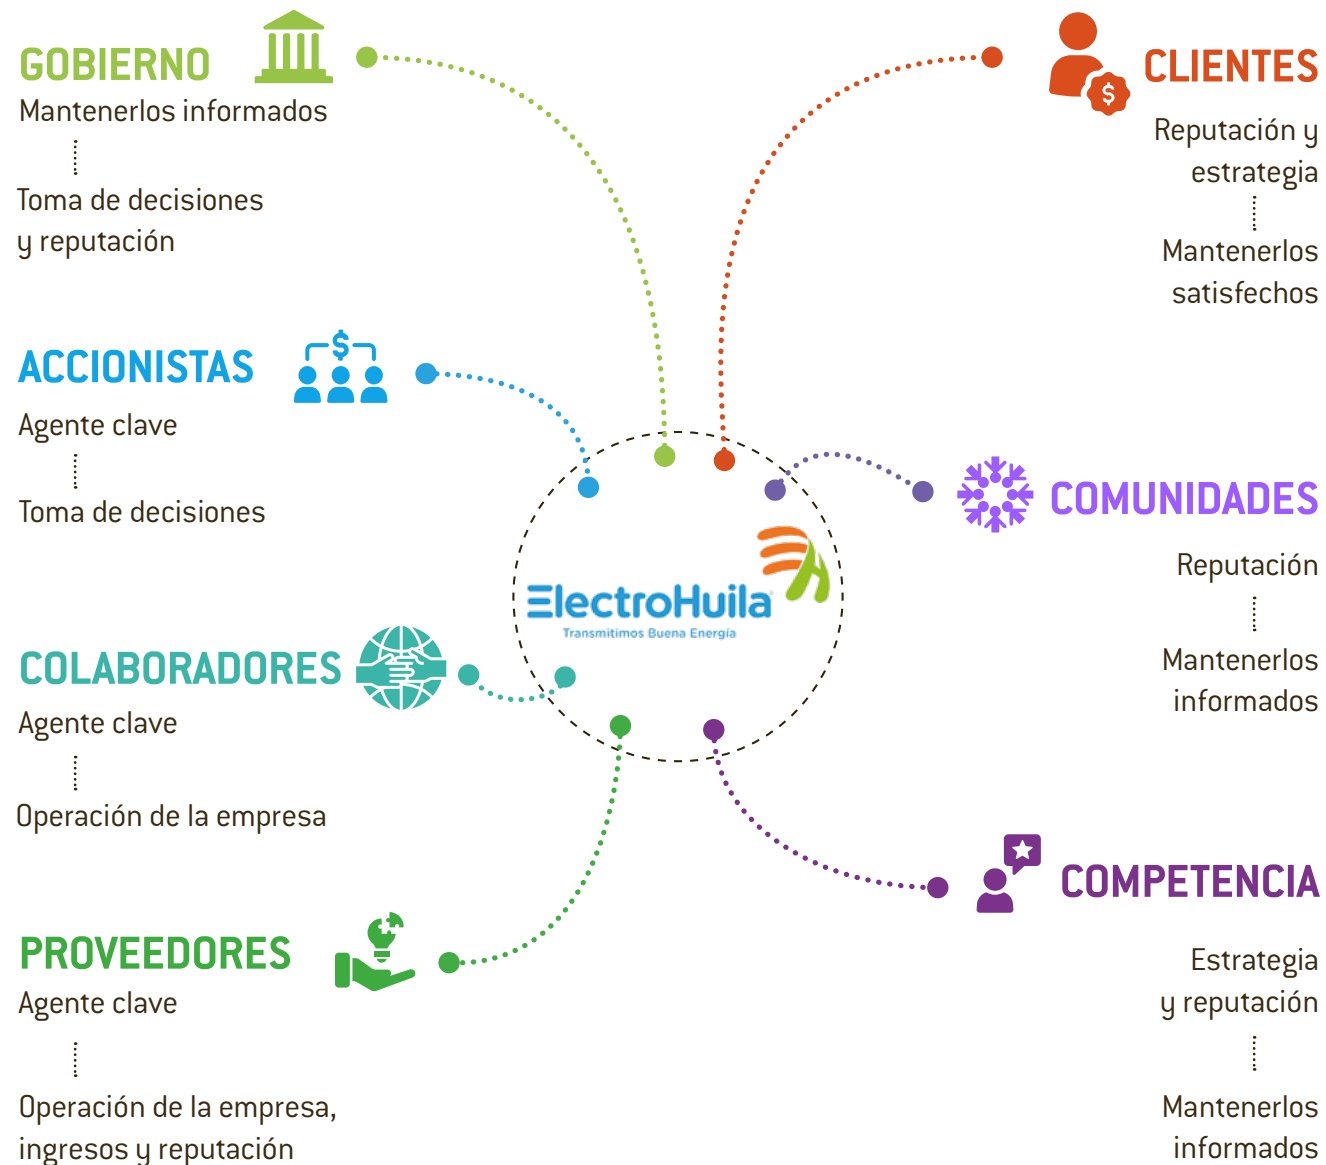 GOBIERNO
Mantenerlos informados
Toma de decisiones
y reputación
ACCIONISTAS
$
Agente clave
Toma de decisiones
COLABORADORES
Agente clave
Operación de la empresa
PROVEEDORES
Agente clave
Operación de la empresa,
ingresos y reputación
ElectroHuila
Transmitimos Buena Energía
CLIENTES
$
Reputación y
estrategia
Mantenerlos
satisfechos
COMUNIDADES
Reputación
Mantenerlos
informados
COMPETENCIA
Estrategia
y reputación
Mantenerlos
informados